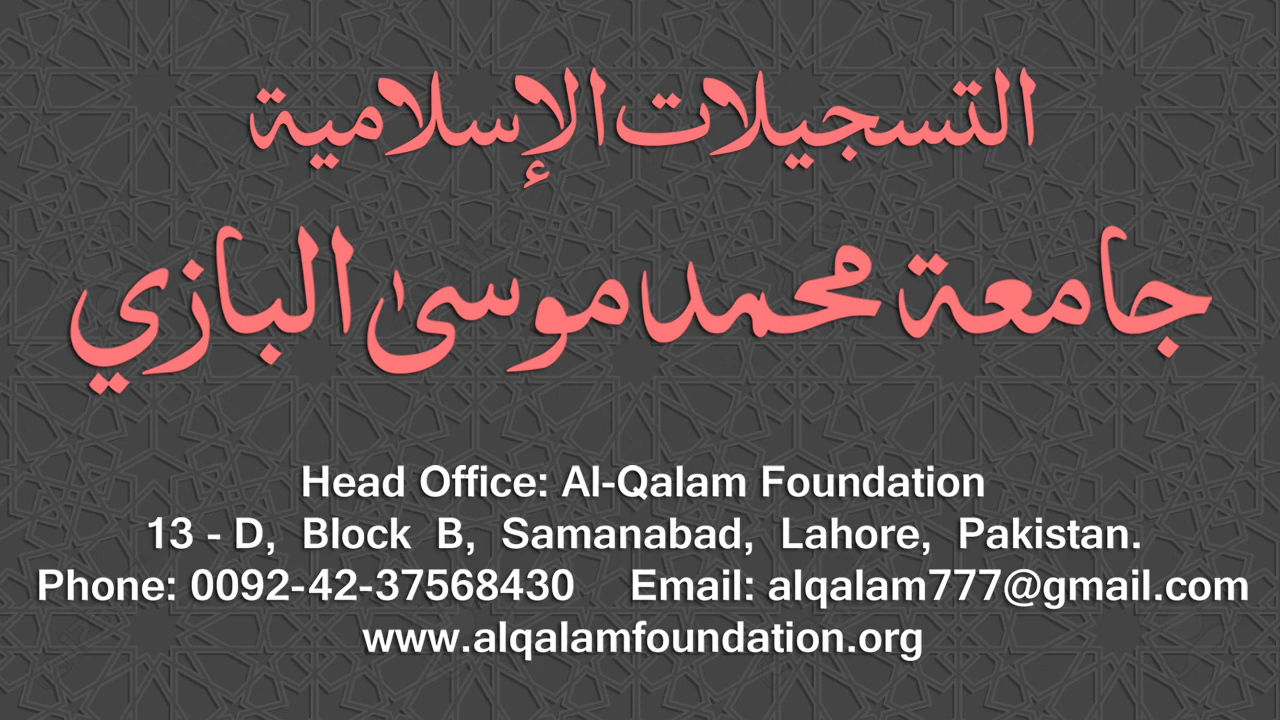 التسجيلات الإسلامية
جامعة محمد موسىٰ البازي
Head Office: Al-Qalam Foundation
13 - D, Block B, Samanabad, Lahore, Pakistan.
Phone: 0092-42-37568430 Email: alqalam777@gmail.com
www.alqalamfoundation.org